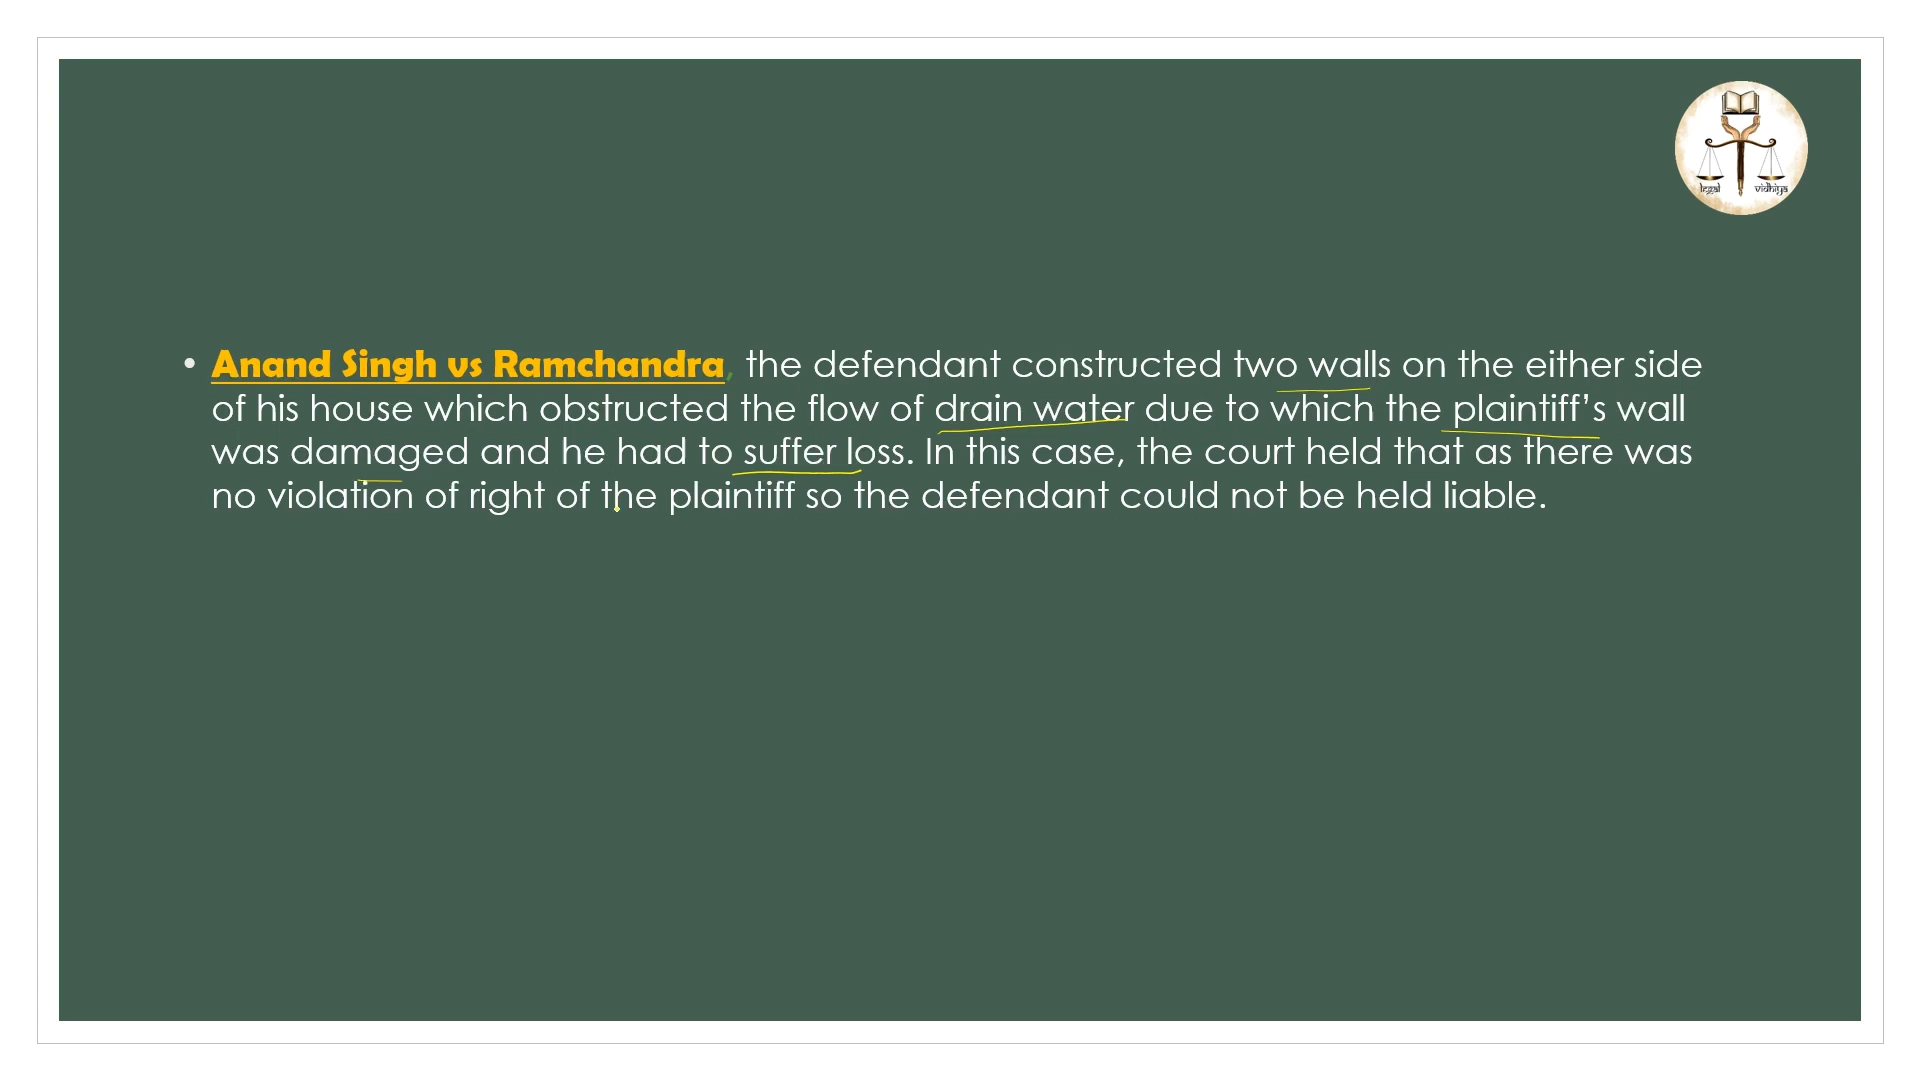 legal vidhiya
• Anand Singh vs Ramchandra, the defendant constructed two walls on the either side
of his house which obstructed the flow of drain water due to which the plaintiff’s wall
was damaged and he had to suffer loss. In this case, the court held that as there was
no violation of right of the plaintiff so the defendant could not be held liable.